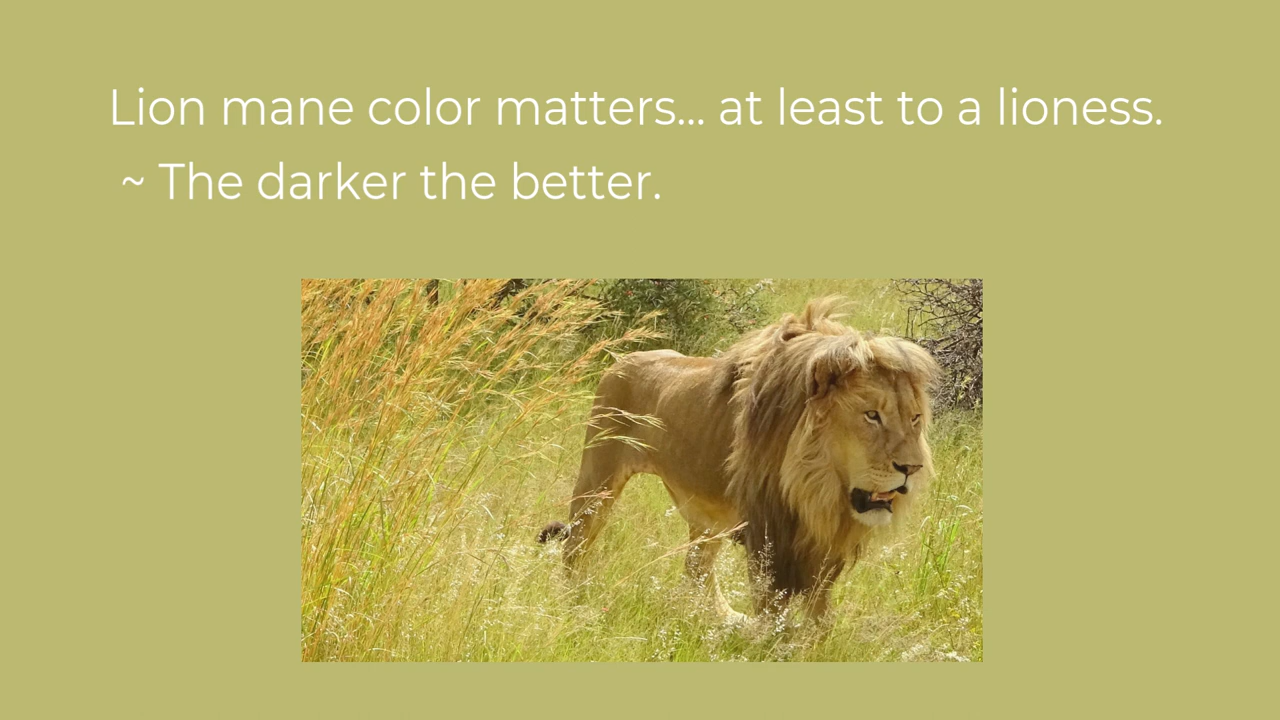 Lion mane color matters... at least to a lioness.
~ The darker the better.